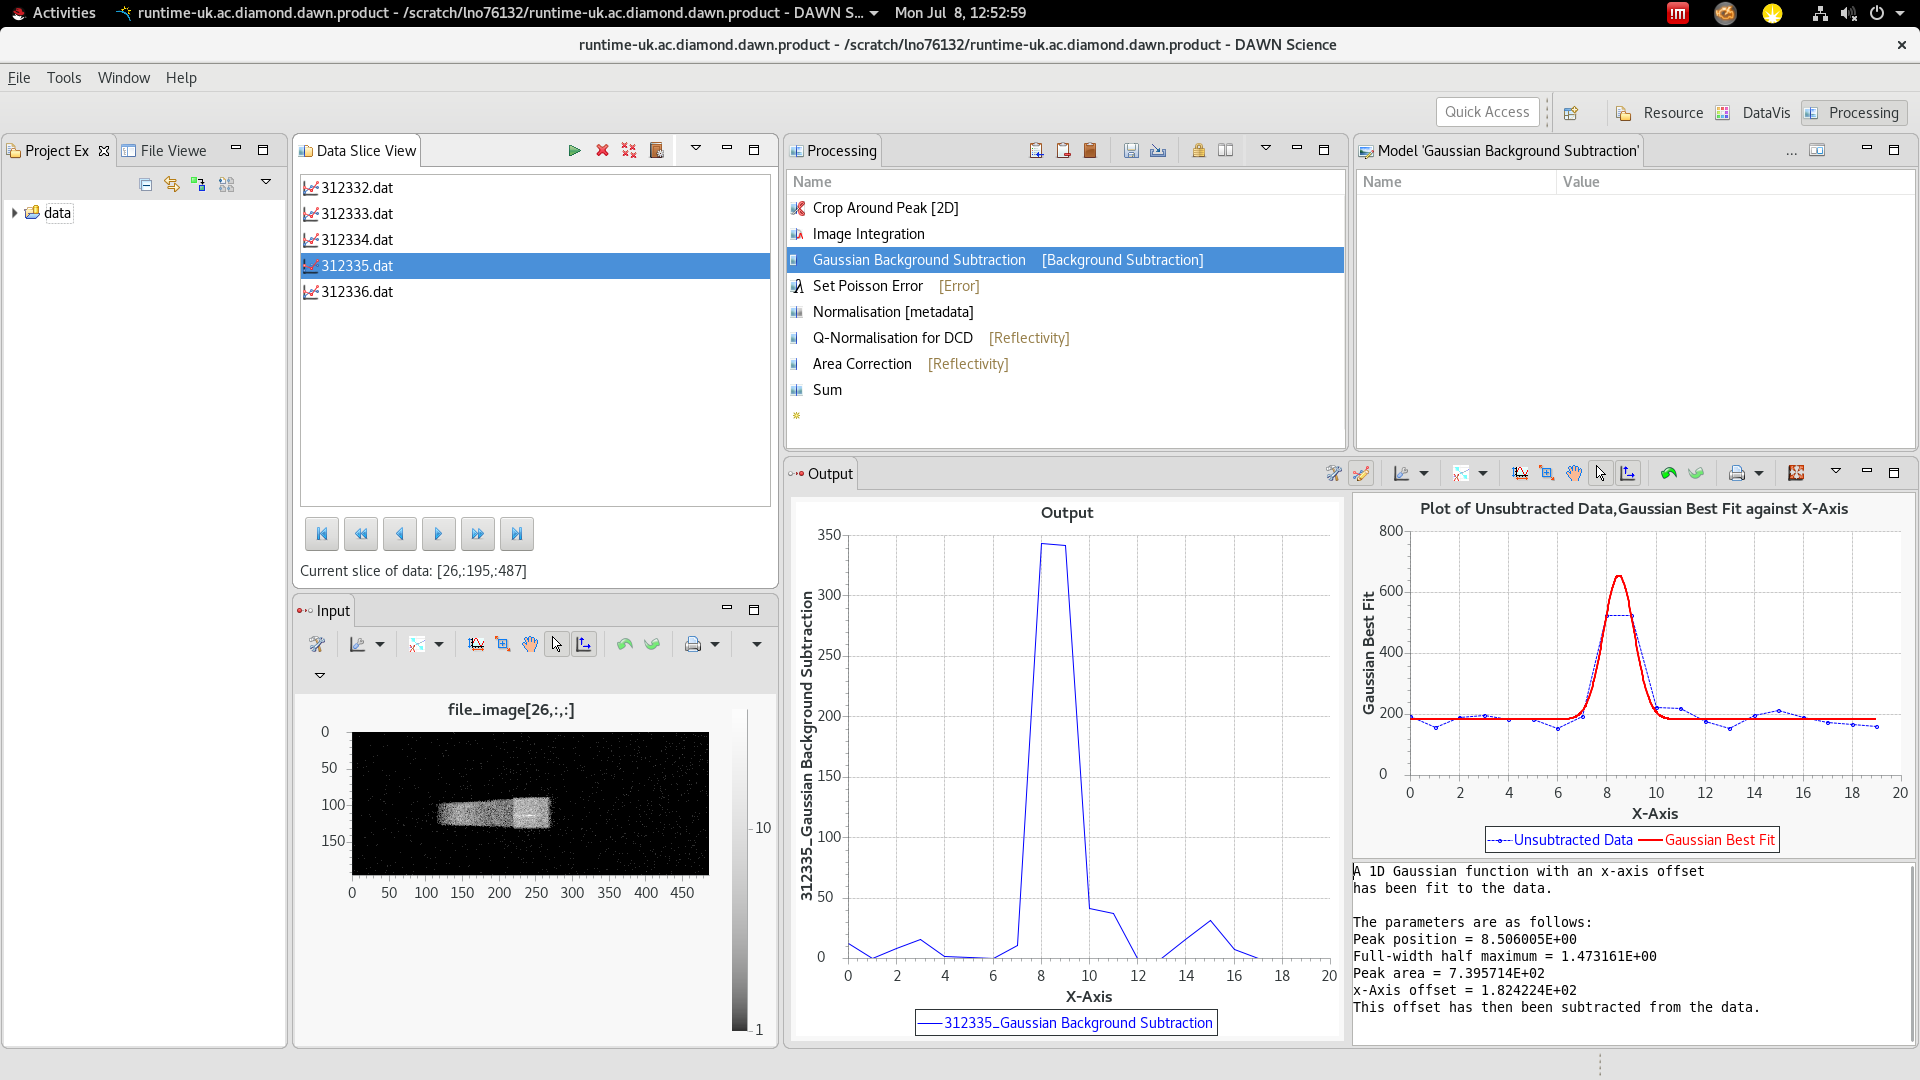 Activities runtime-uk.ac.diamond.dawn.product - /scratch/lno76132/runtime-uk.ac.diamond.dawn.product - DAWN S... Mon Jul 8, 12:52:59
runtime-uk.ac.diamond.dawn.product - /scratch/lno76132/runtime-uk.ac.diamond.dawn.product - DAWN Science
File Tools Window Help
Quick Access Resource DataVis Processing
Project Ex File Viewe
data
Data Slice View
312332.dat
312333.dat
312334.dat
312335.dat
312336.dat
Current slice of data: [26,:195,:487]
Input
file_image[26,:,:]
0
50
100
150
0 50 100 150 200 250 300 350 400 450
10
1
Processing
Name
Crop Around Peak [2D]
Image Integration
Gaussian Background Subtraction [Background Subtraction]
Set Poisson Error [Error]
Normalisation [metadata]
Q-Normalisation for DCD [Reflectivity]
Area Correction [Reflectivity]
Sum
Model 'Gaussian Background Subtraction' ...
Name Value
Output
Output
312335_Gaussian Background Subtraction
350
300
250
200
150
100
50
0
0 2 4 6 8 10 12 14 16 18 20
X-Axis
312335_Gaussian Background Subtraction
Plot of Unsubtracted Data,Gaussian Best Fit against X-Axis
Gaussian Best Fit
800
600
400
200
0
0 2 4 6 8 10 12 14 16 18 20
X-Axis
Unsubtracted Data Gaussian Best Fit
A 1D Gaussian function with an x-axis offset
has been fit to the data.
The parameters are as follows:
Peak position = 8.506005E+00
Full-width half maximum = 1.473161E+00
Peak area = 7.395714E+02
x-Axis offset = 1.824224E+02
This offset has then been subtracted from the data.